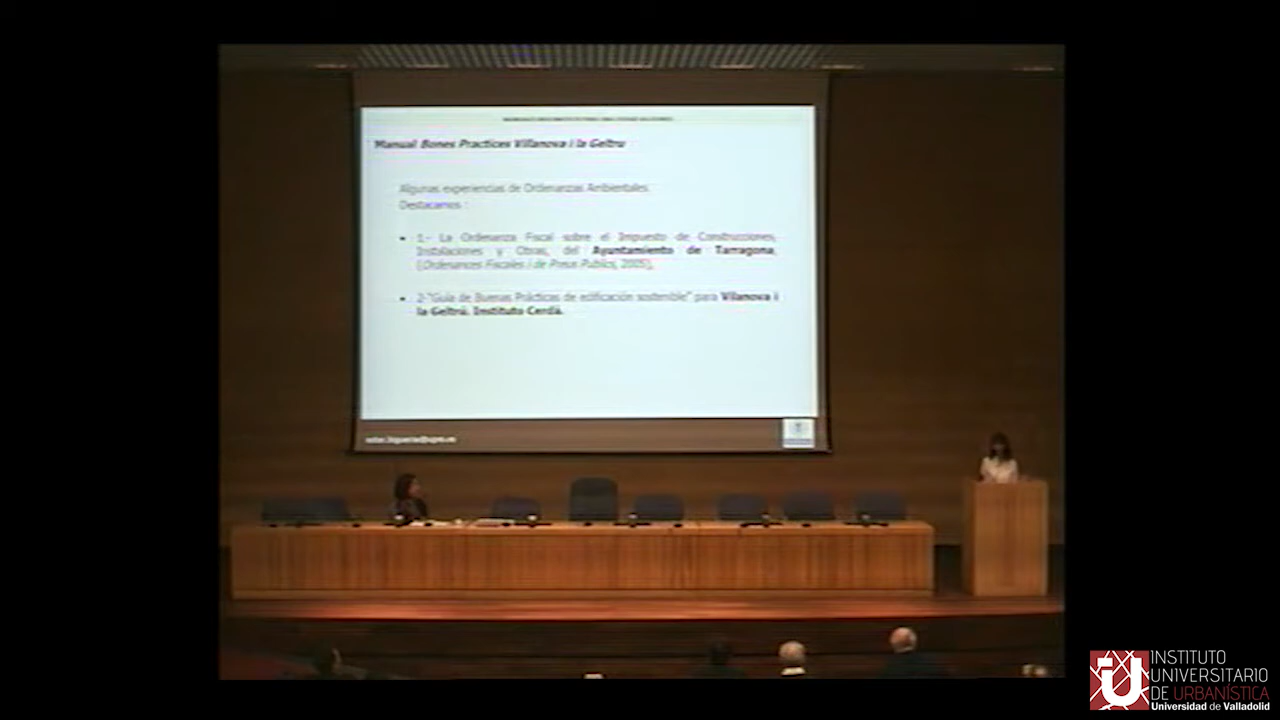 Manual Bones Practices Villanova i la Geltru
Algunas experiencias de Ordenanzas Ambientales.
Destacamos :
• 1.- La Ordenanza Fiscal sobre el Impuesto de Construcciones,
Instalaciones y Obras, del Ayuntamiento de Tarragona,
(Ordenances Fiscales i de Preus Publics, 2005),
• 2-"Guía de Buenas Prácticas de edificación sostenible" para Vilanova i
la Geltrú. Instituto Cerdà.
INSTITUTO
UNIVERSITARIO
DE URBANÍSTICA
Universidad de Valladolid